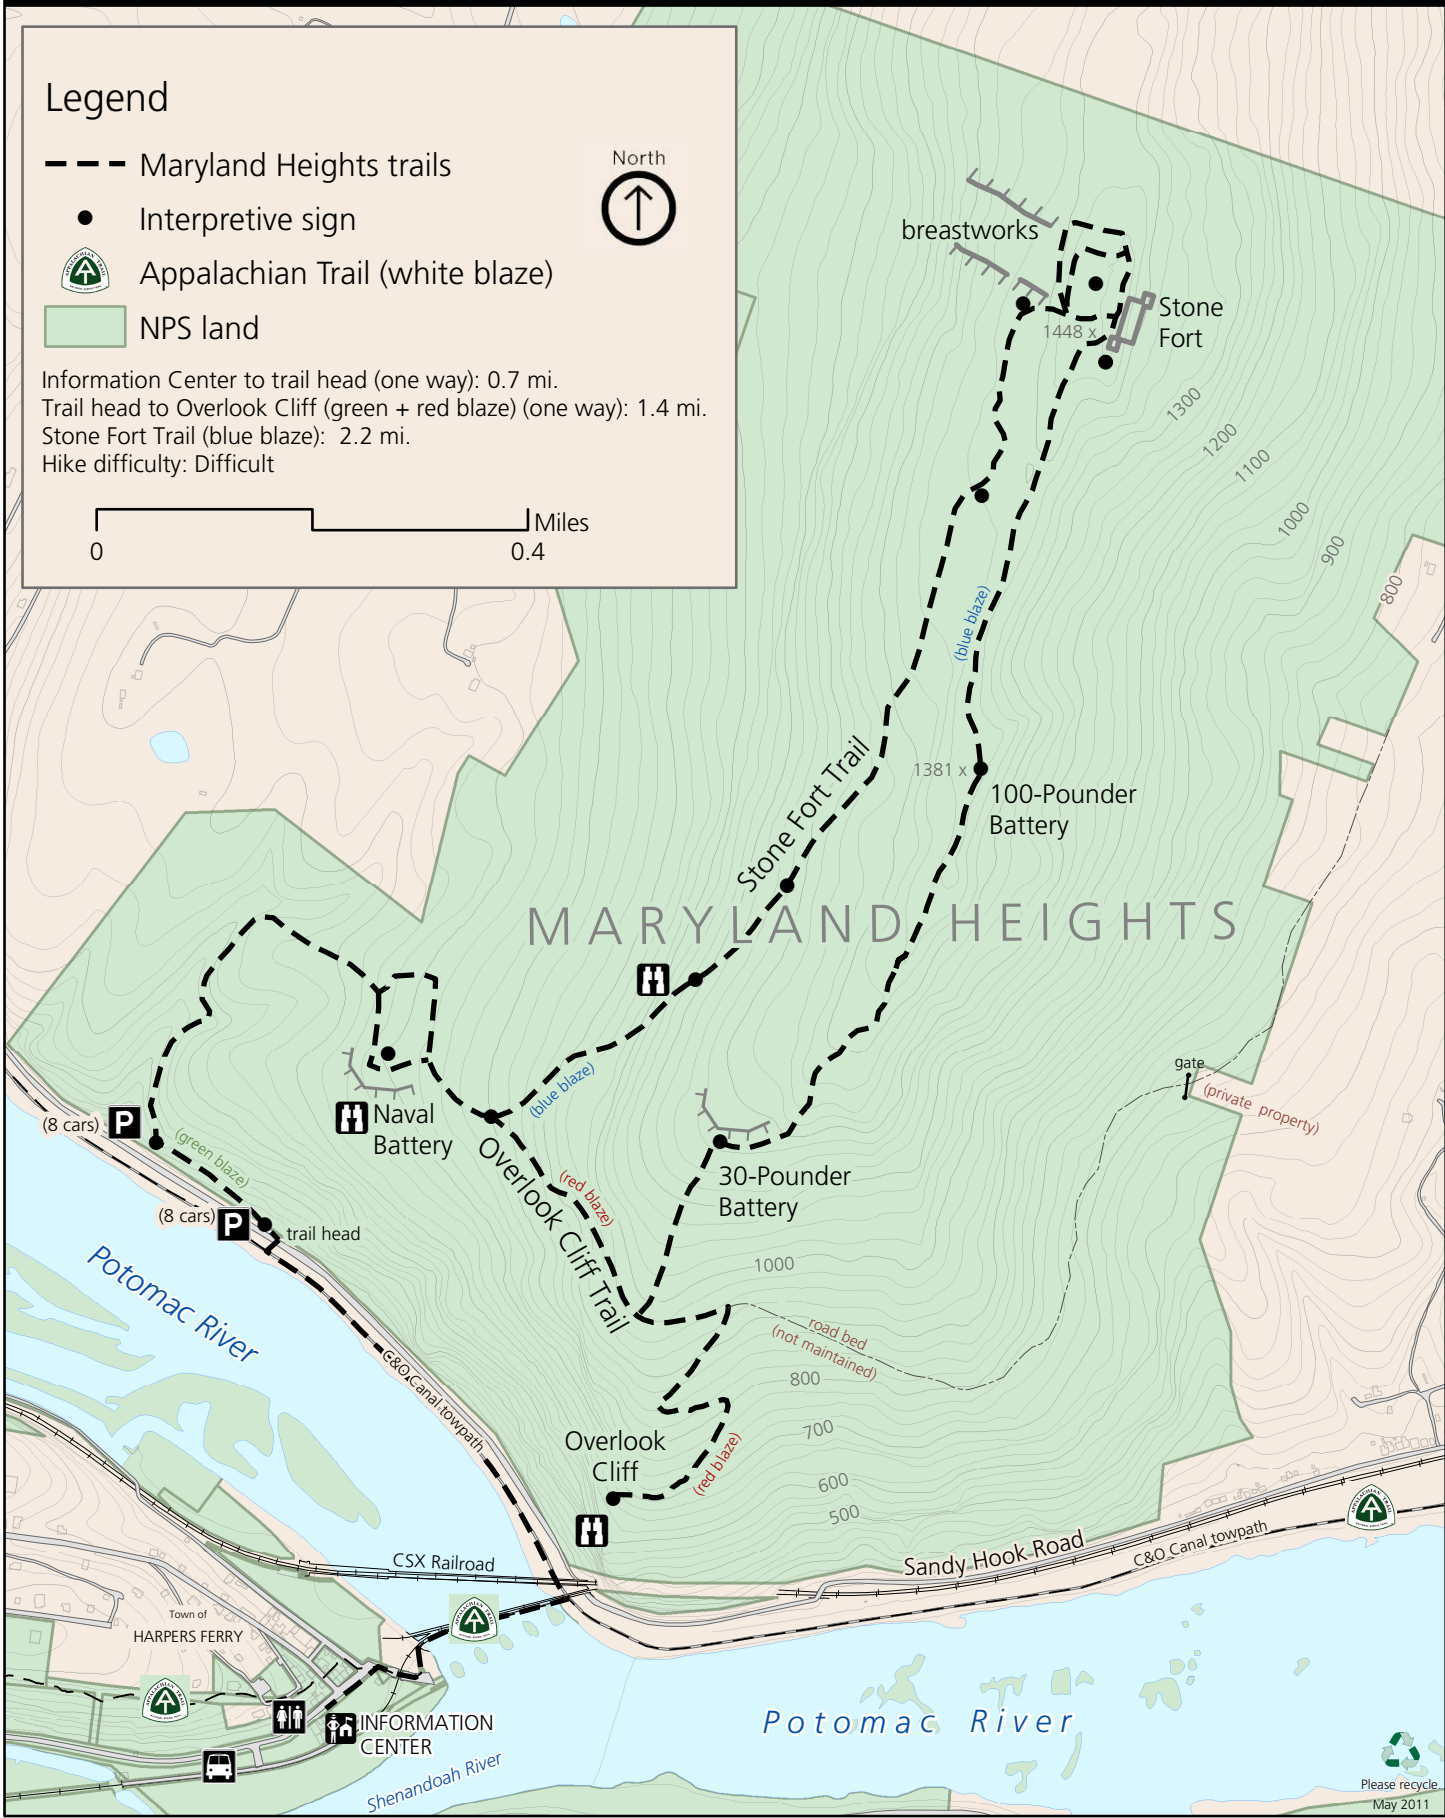 Legend
Maryland Heights trails
Interpretive sign
Appalachian Trail (white blaze)
NPS land
North
Information Center to trail head (one way): 0.7 mi.
Trail head to Overlook Cliff (green + red blaze) (one way): 1.4 mi.
Stone Fort Trail (blue blaze): 2.2 mi.
Hike difficulty: Difficult
Miles
0
0.4
breastworks
Stone
Fort
1448 x
1300
1200
1100
1000
900
800
(blue blaze)
Stone Fort Trail
1381 x
100-Pounder
Battery
MARYLAND HEIGHTS
gate
(private property)
(blue blaze)
Naval
Battery
P
(8 cars)
(green blaze)
Overlook Cliff Trail
(red blaze)
30-Pounder
Battery
(8 cars)
P
trail head
1000
Potomac River
road bed
(not maintained)
C&O Canal towpath
800
700
600
500
Overlook
Cliff
(red blaze)
Sandy Hook Road
C&O Canal towpath
APPALACHIAN TRAIL
CSX Railroad
APPALACHIAN TRAIL
Town of
HARPERS FERRY
APPALACHIAN TRAIL
INFORMATION
CENTER
Shenandoah River
Potomac River
Please recycle
May 2011